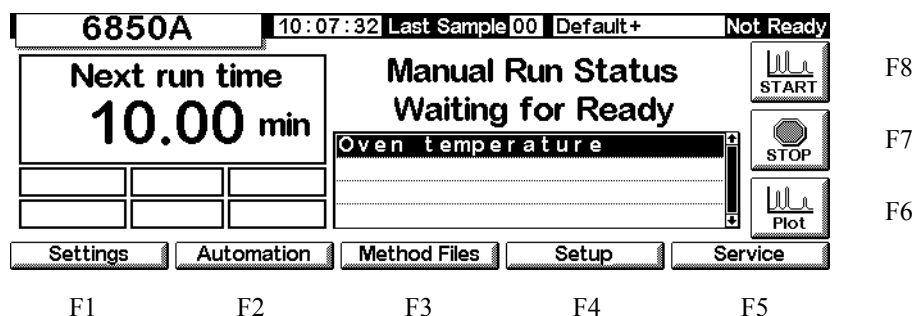 6850A 10:07:32 Last Sample 00 Default+ Not Ready
Next run time
10.00 min
Manual Run Status
Waiting for Ready
Oven temperature
START F8
STOP F7
Plot F6
Settings Automation Method Files Setup Service
F1 F2 F3 F4 F5